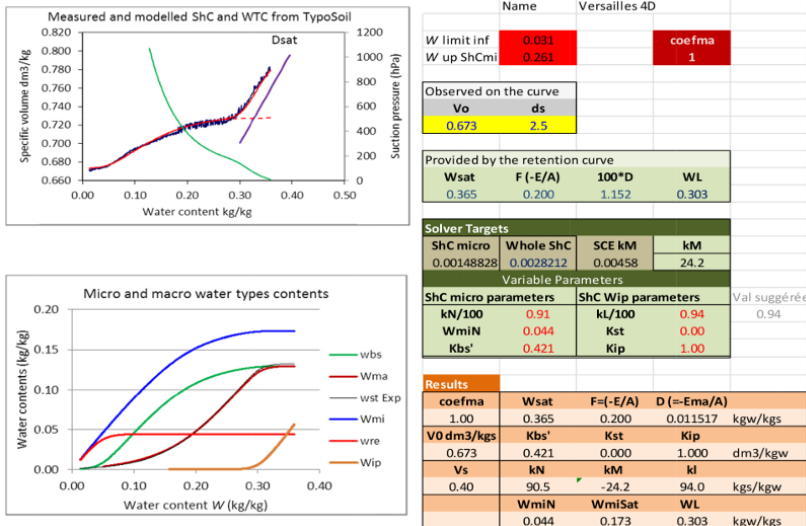 Measured and modelled ShC and WTC from TypoSoil
Dsat
Specific volume dm3/kg
0.820
0.800
0.780
0.760
0.740
0.720
0.700
0.680
0.660
1200
1000
800
600
400
200
0
Suction pressure (hPa)
0.00 0.10 0.20 0.30 0.40 0.50
Water content kg/kg
Micro and macro water types contents
Water contents (kg/kg)
0.20
0.15
0.10
0.05
0.00
0.00 0.10 0.20 0.30 0.40
Water content W (kg/kg)
wbs
Wma
wst Exp
Wmi
wre
Wip
Name Versailles 4D
W limit inf 0.031 coefma
W up ShCmi 0.261 1
Observed on the curve
Vo ds
0.673 2.5
Provided by the retention curve
Wsat F (-E/A) 100*D WL
0.365 0.200 1.152 0.303
Solver Targets
ShC micro Whole ShC SCE kM kM
0.00148828 0.0028212 0.00458 24.2
Variable Parameters
ShC micro parameters ShC Wip parameters Val suggérée
kN/100 0.91 kL/100 0.94 0.94
WmiN 0.044 Kst 0.00
Kbs' 0.421 Kip 1.00
Results
coefma Wsat F=(-E/A) D (=-Ema/A)
1.00 0.365 0.200 0.011517 kgw/kgs
V0 dm3/kgs Kbs' Kst Kip
0.673 0.421 0.000 1.000 dm3/kgw
Vs kN kM kl
0.40 90.5 -24.2 94.0 kgs/kgw
WmiN WmiSat WL
0.044 0.173 0.303 kgw/kgs